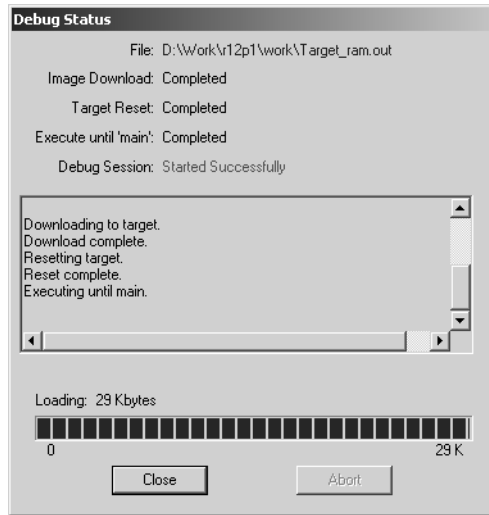 Debug Status
File: D:\Work\r12p1\work\Target_ram.out
Image Download: Completed
Target Reset: Completed
Execute until 'main': Completed
Debug Session: Started Successfully
Downloading to target.
Download complete.
Resetting target.
Reset complete.
Executing until main.
Loading: 29 Kbytes
0 29 K
Close Abort